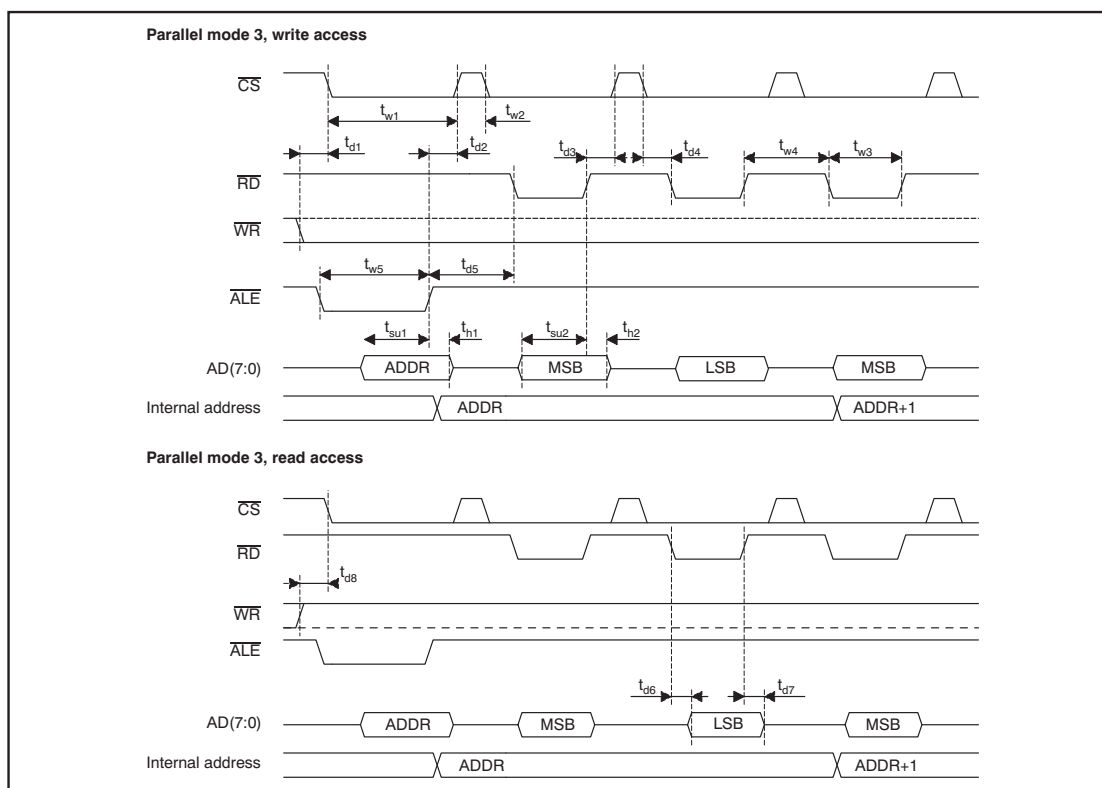 Parallel mode 3, write access
CS
tw1
tw2
td1
td2
td3
td4
tw4
tw3
RD
WR
tw5
td5
ALE
tsu1
th1
tsu2
th2
AD(7:0)
ADDR
MSB
LSB
MSB
Internal address
ADDR
ADDR+1
Parallel mode 3, read access
CS
RD
td8
WR
ALE
td6
td7
AD(7:0)
ADDR
MSB
LSB
MSB
Internal address
ADDR
ADDR+1